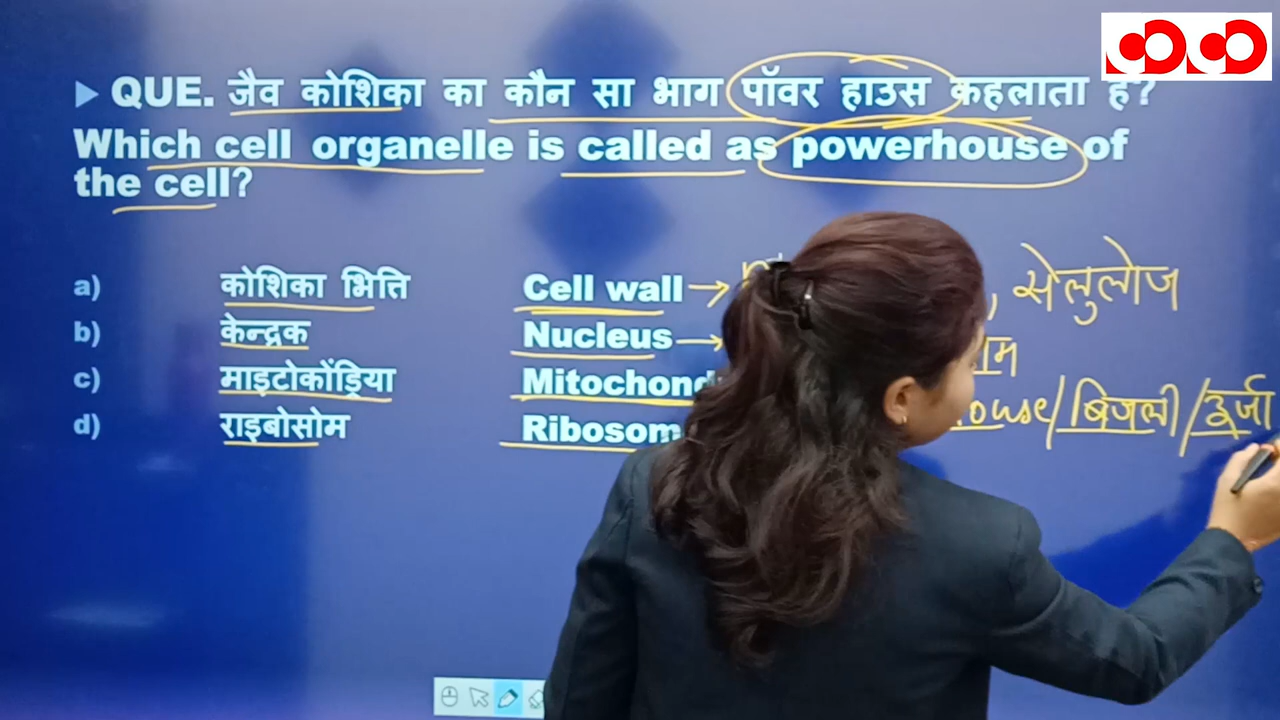 QUE. जैव कोशिका का कौन सा भाग पॉवर हाउस कहलाता है?
Which cell organelle is called as powerhouse of
the cell?
a) कोशिका भिति Cell wall → , सेलुलोज
b) केन्द्रक Nucleus →
c) माइटोकोंड्रिया / बिजली / ऊर्जा
d) राइबोसोम